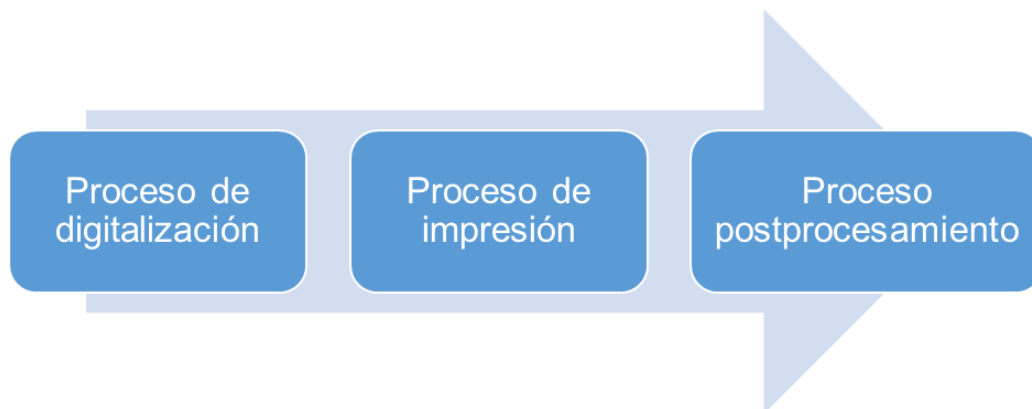 Proceso de
digitalización
Proceso de
impresión
Proceso
postprocesamiento